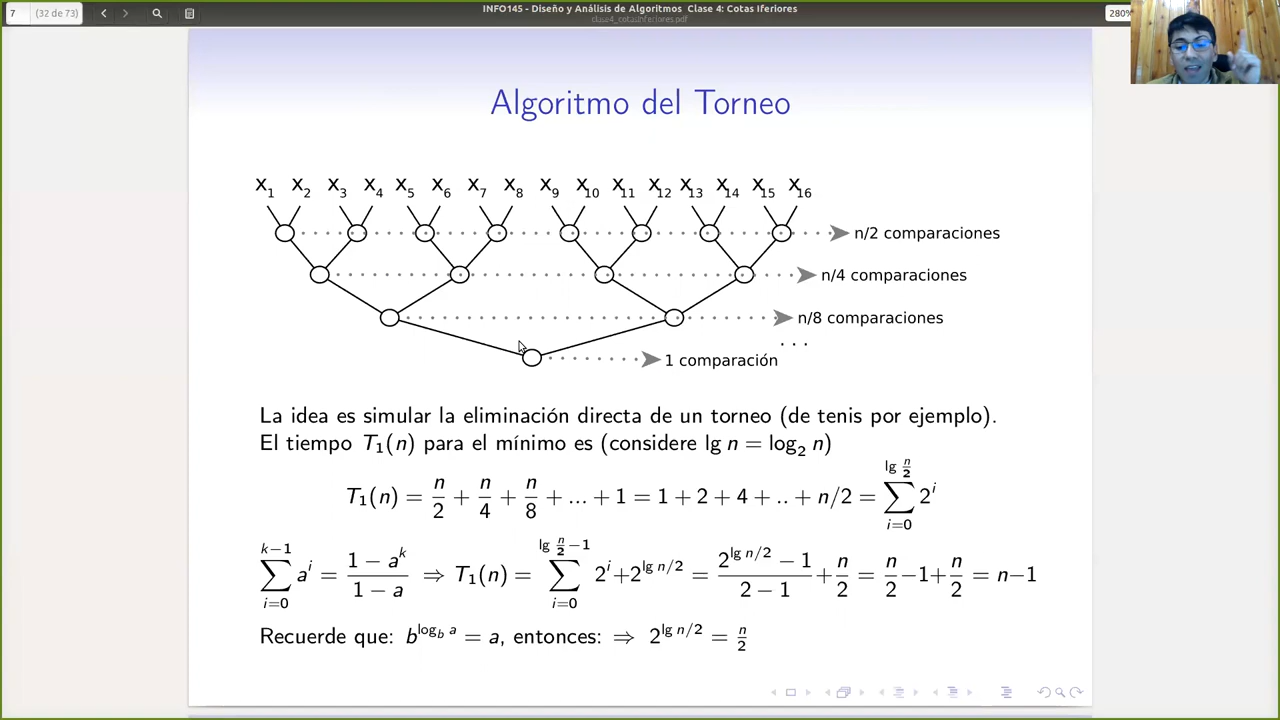 7 (32 de 73)
INFO145 - Diseño y Análisis de Algoritmos Clase 4: Cotas Iferiores
clase4_cotasinferiores.pdf
280%
Algoritmo del Torneo
x₁ x₂ x₃ x₄ x₅ x₆ x₇ x₈ x₉ x₁₀ x₁₁ x₁₂ x₁₃ x₁₄ x₁₅ x₁₆
n/2 comparaciones
n/4 comparaciones
n/8 comparaciones
. . .
1 comparación
La idea es simular la eliminación directa de un torneo (de tenis por ejemplo).
El tiempo T₁(n) para el mínimo es (considere lg n = log₂ n)
T₁(n) = n/2 + n/4 + n/8 + ... + 1 = 1 + 2 + 4 + .. + n/2 = ∑_{i=0}^{lg n/2} 2^i
∑_{i=0}^{k−1} a^i = (1 − a^k)/(1 − a) ⇒ T₁(n) = ∑_{i=0}^{lg n/2 −1} 2^i + 2^{lg n/2} = (2^{lg n/2} − 1)/(2 − 1) + n/2 = n/2 − 1 + n/2 = n−1
Recuerde que: b^{log_b a} = a, entonces: ⇒ 2^{lg n/2} = n/2